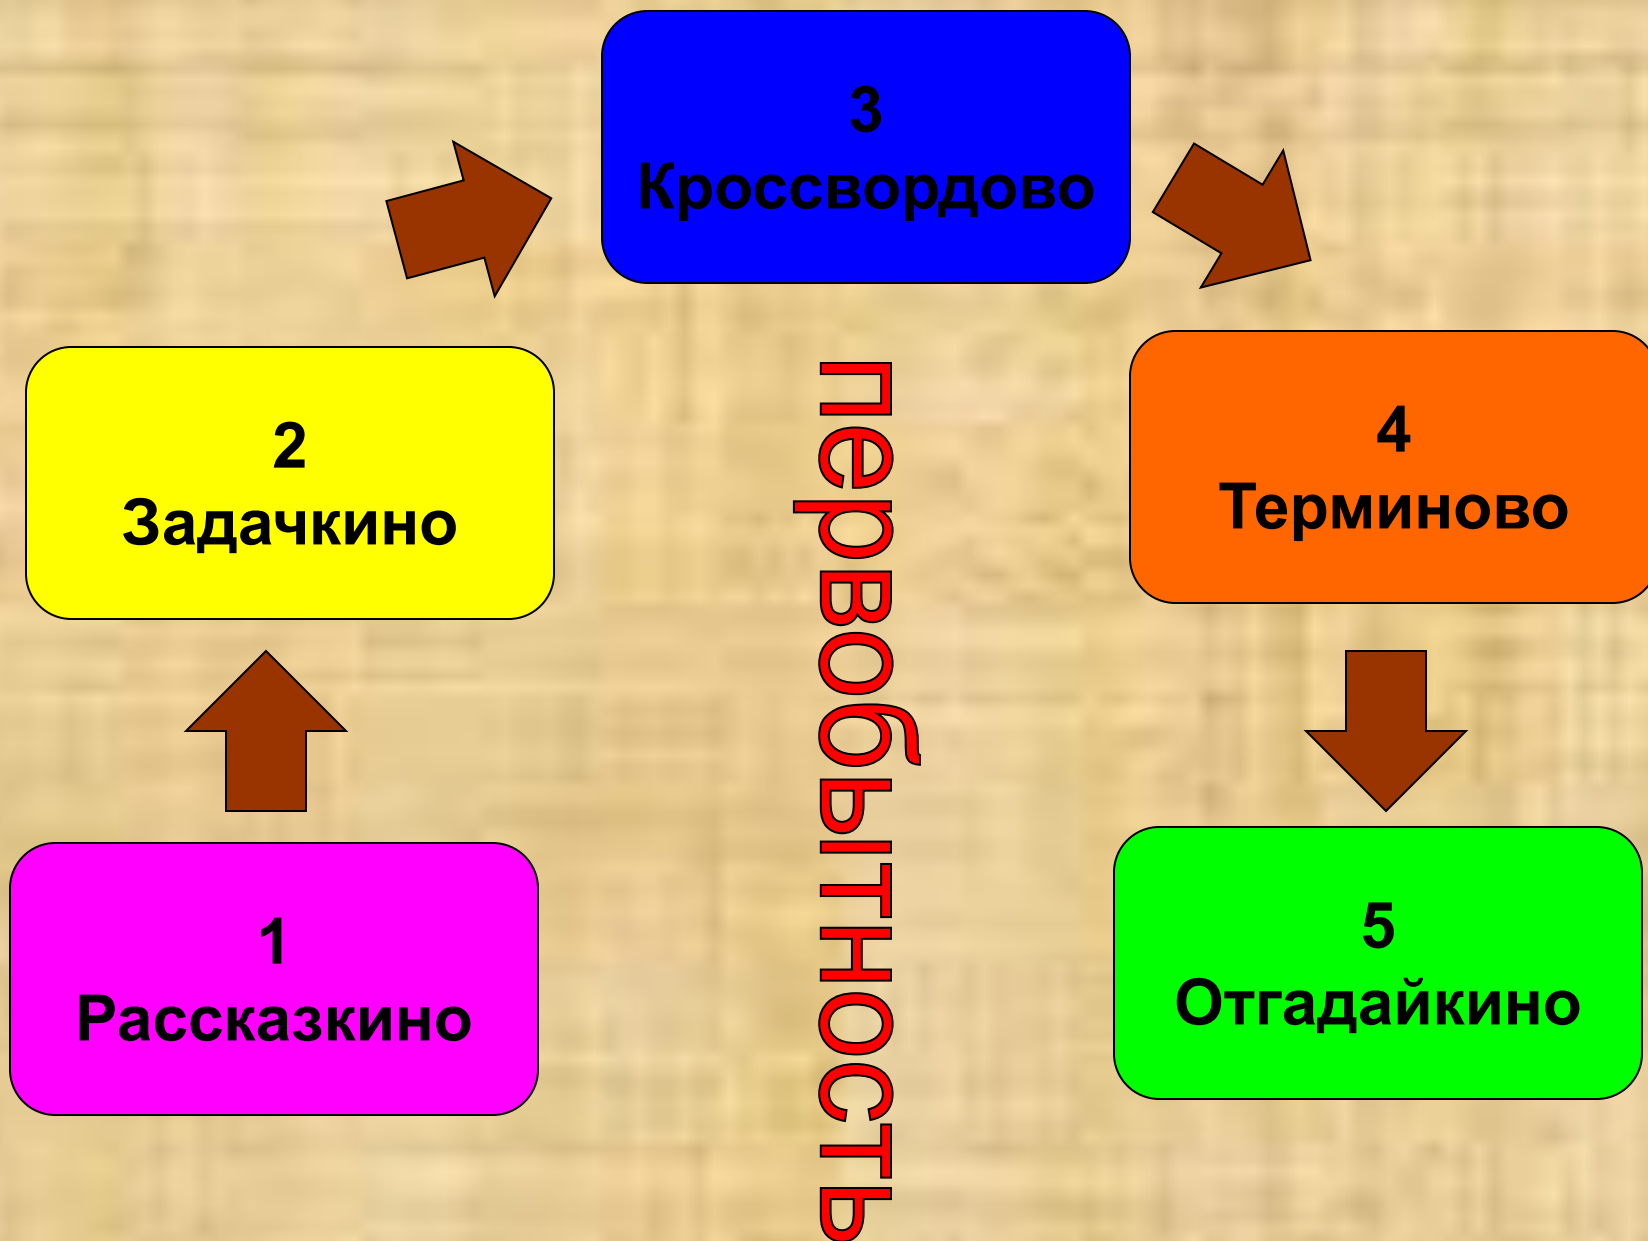 3
Кроссвордово
2
Задачкино
4
Терминово
первобытность
1
Рассказкино
5
Отгадайкино